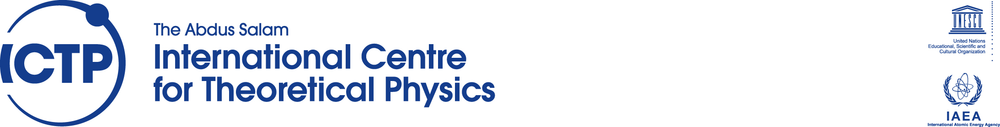 ICTP
The Abdus Salam
International Centre
for Theoretical Physics
UNESCO
United Nations
Educational, Scientific and
Cultural Organization
IAEA
International Atomic Energy Agency